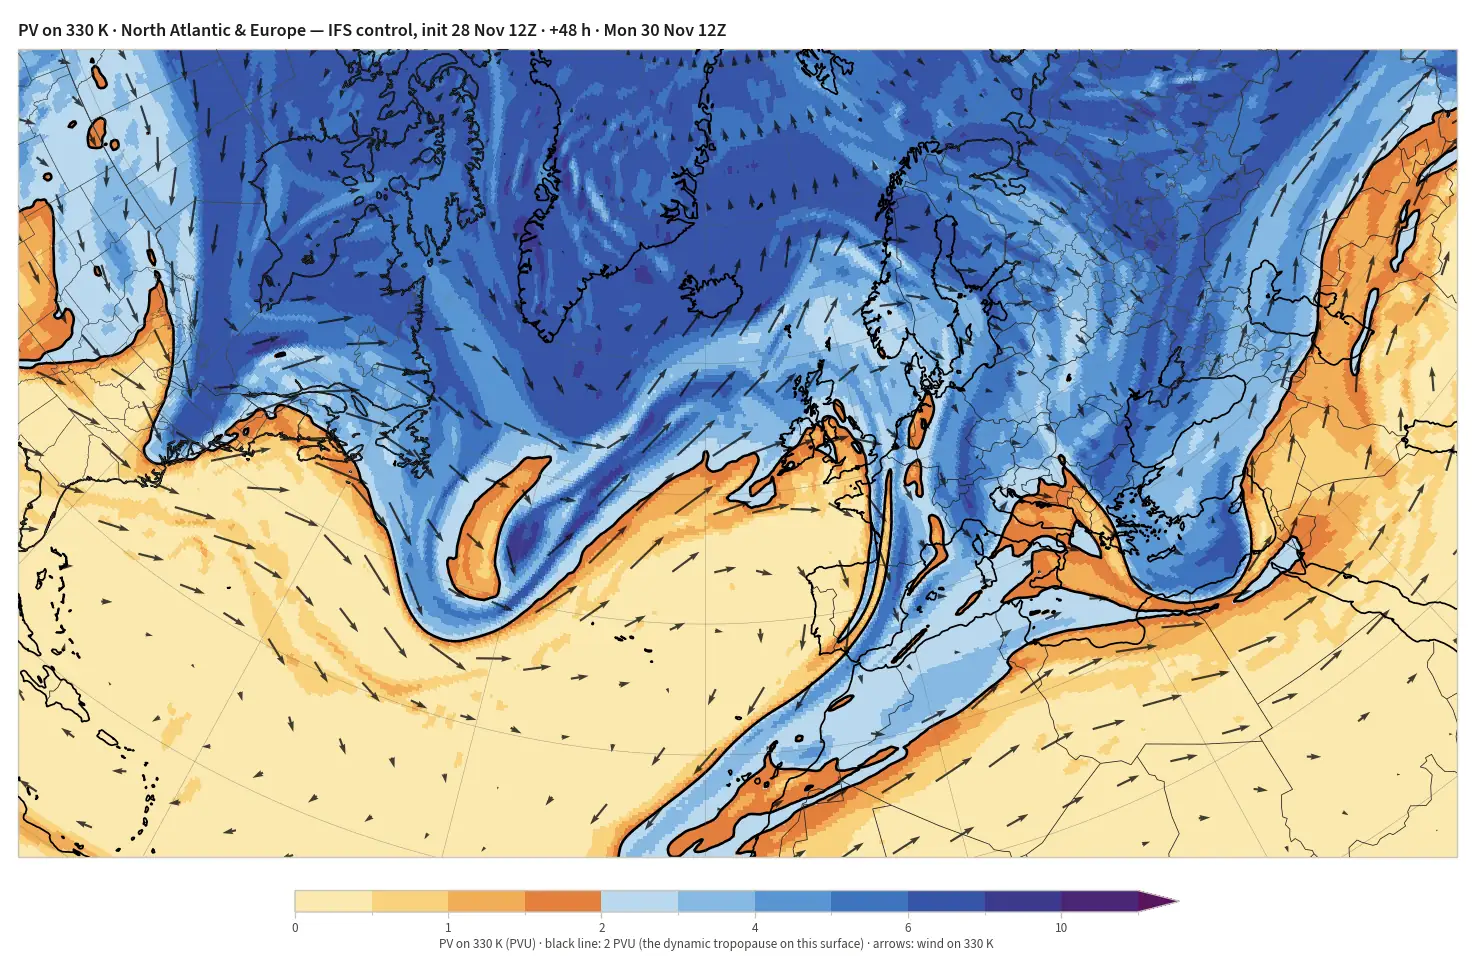 PV on 330 K · North Atlantic & Europe — IFS control, init 28 Nov 12Z · +48 h · Mon 30 Nov 12Z
0 1 2 4 6 10
PV on 330 K (PVU) · black line: 2 PVU (the dynamic tropopause on this surface) · arrows: wind on 330 K